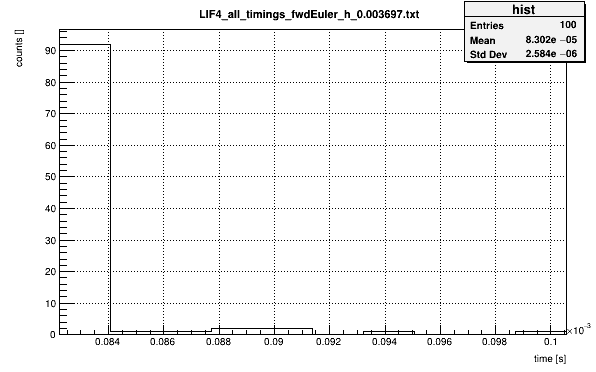 LIF4_all_timings_fwdEuler_h_0.003697.txt
hist
Entries 100
Mean 8.302e −05
Std Dev 2.584e −06
counts []
90
80
70
60
50
40
30
20
10
0
0.084 0.086 0.088 0.09 0.092 0.094 0.096 0.098 0.1
×10⁻³
time [s]